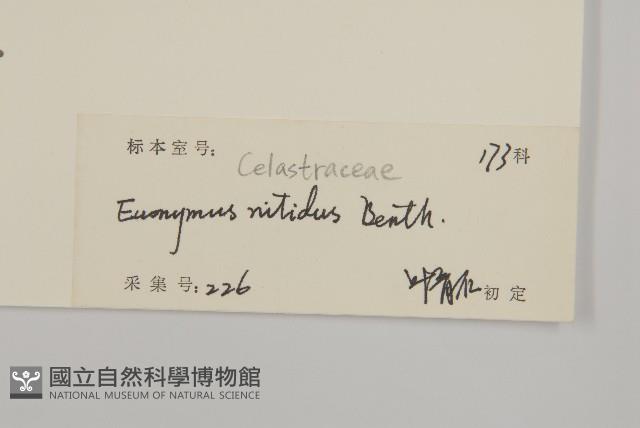 标本室号:
Celastraceae
173科
Euonymus nitidus Benth.
采集号: 226
叶 初定
國立自然科學博物館
NATIONAL MUSEUM OF NATURAL SCIENCE